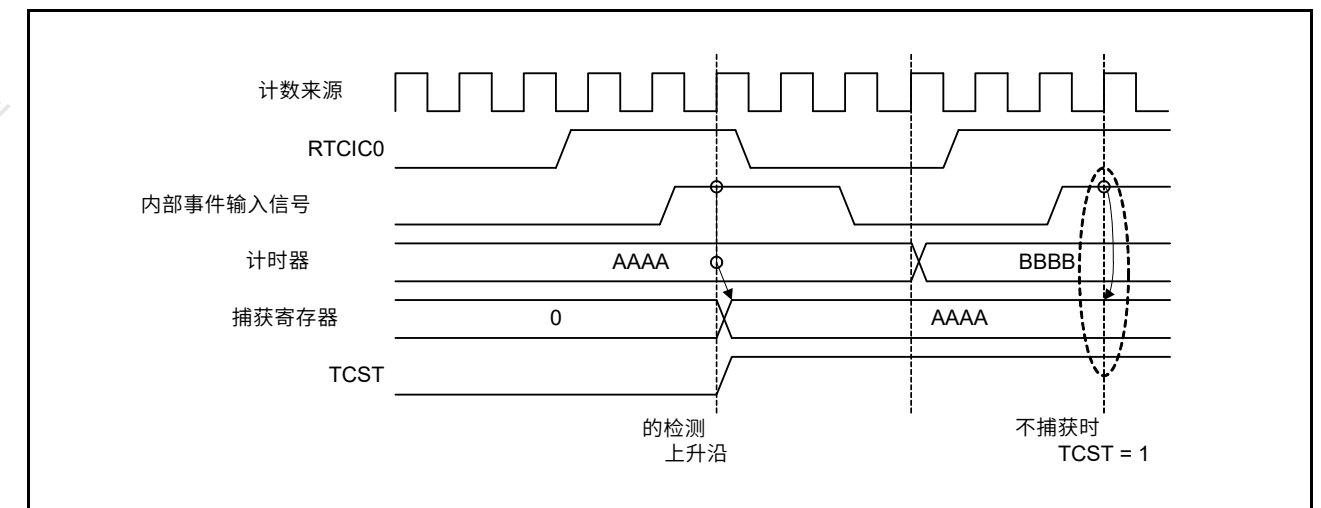 计数来源
RTCIC0
内部事件输入信号
计时器 AAAA BBBB
捕获寄存器 0 AAAA
TCST
的检测
上升沿
不捕获时
TCST = 1